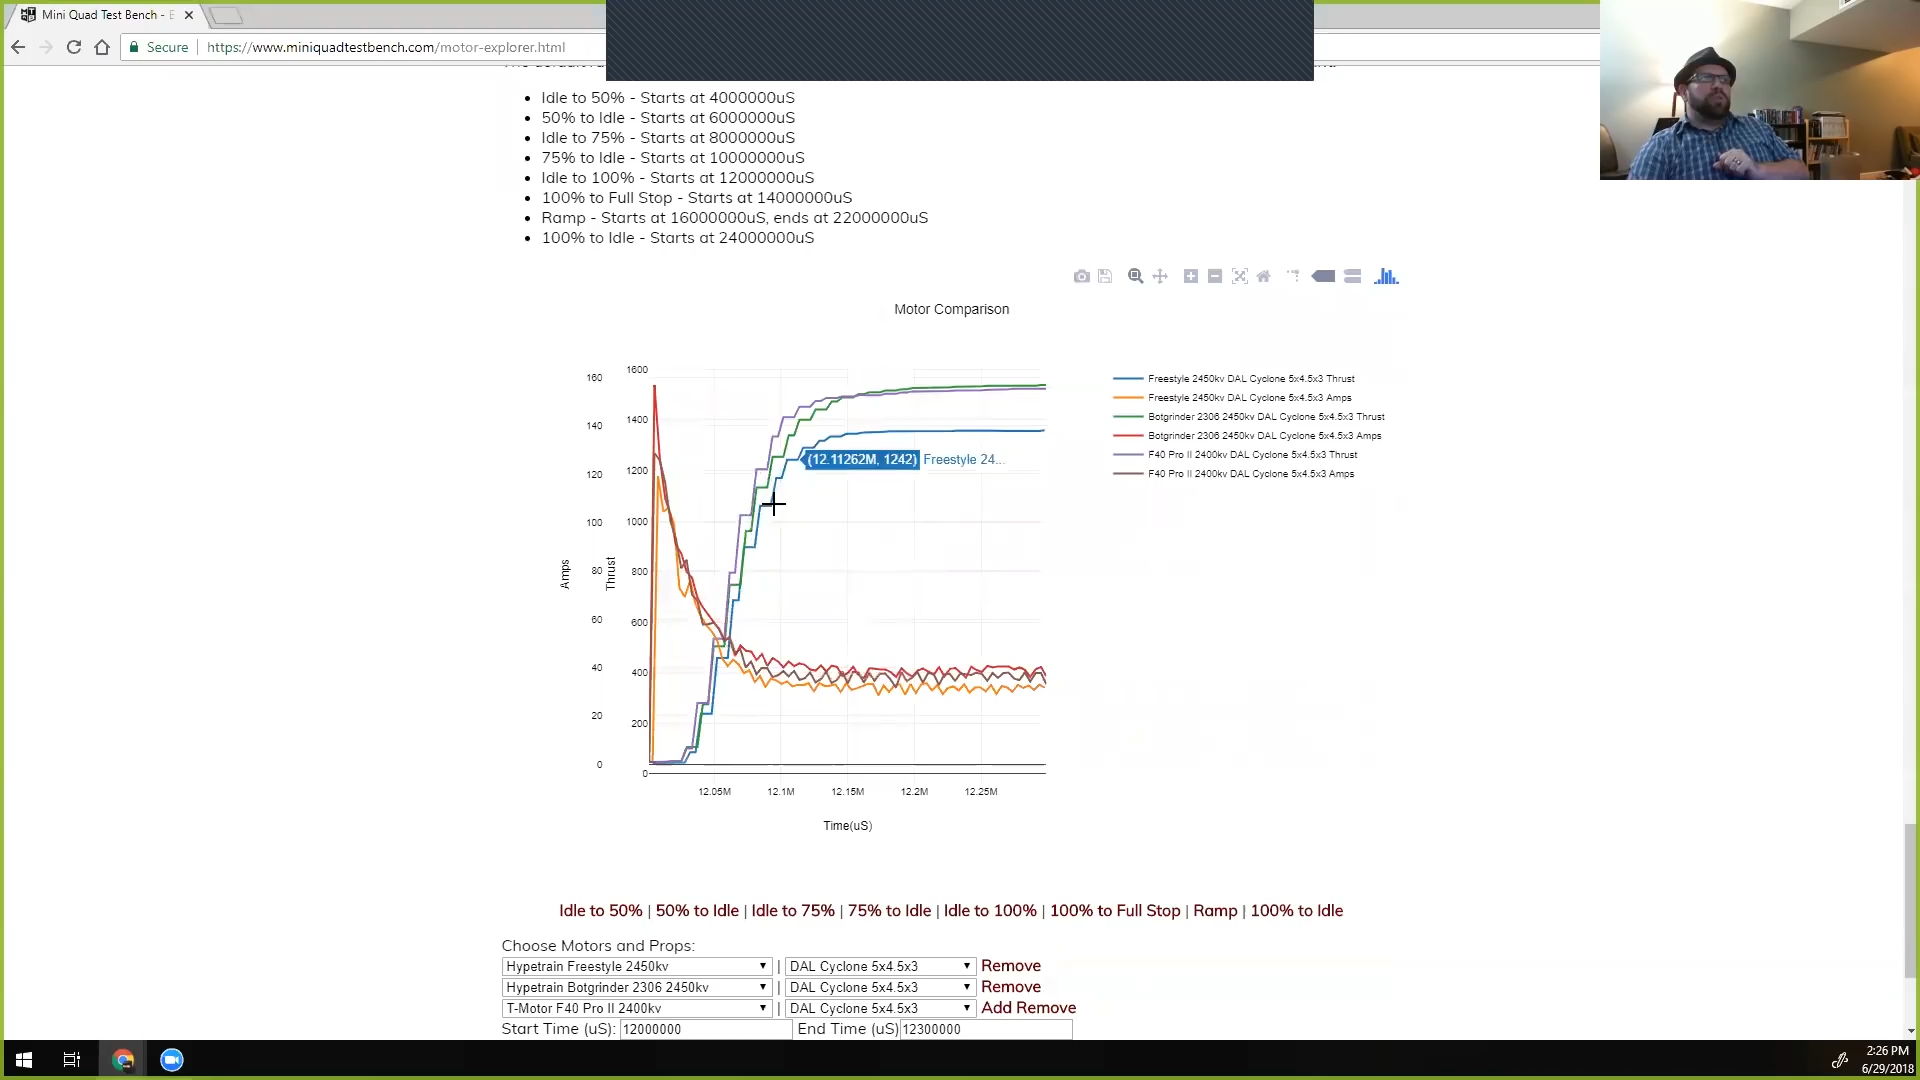 Mini Quad Test Bench - E
Secure
https://www.miniquadtestbench.com/motor-explorer.html
Idle to 50% - Starts at 4000000uS
50% to Idle - Starts at 6000000uS
Idle to 75% - Starts at 8000000uS
75% to Idle - Starts at 10000000uS
Idle to 100% - Starts at 12000000uS
100% to Full Stop - Starts at 14000000uS
Ramp - Starts at 16000000uS, ends at 22000000uS
100% to Idle - Starts at 24000000uS
Motor Comparison
160
140
120
100
80
60
40
20
0
Amps
1600
1400
1200
1000
800
600
400
200
0
Thrust
(12.11262M, 1242) Freestyle 24...
12.05M 12.1M 12.15M 12.2M 12.25M
Time(uS)
Freestyle 2450kv DAL Cyclone 5x4.5x3 Thrust
Freestyle 2450kv DAL Cyclone 5x4.5x3 Amps
Botgrinder 2306 2450kv DAL Cyclone 5x4.5x3 Thrust
Botgrinder 2306 2450kv DAL Cyclone 5x4.5x3 Amps
F40 Pro II 2400kv DAL Cyclone 5x4.5x3 Thrust
F40 Pro II 2400kv DAL Cyclone 5x4.5x3 Amps
Idle to 50% | 50% to Idle | Idle to 75% | 75% to Idle | Idle to 100% | 100% to Full Stop | Ramp | 100% to Idle
Choose Motors and Props:
Hypetrain Freestyle 2450kv | DAL Cyclone 5x4.5x3 Remove
Hypetrain Botgrinder 2306 2450kv | DAL Cyclone 5x4.5x3 Remove
T-Motor F40 Pro II 2400kv | DAL Cyclone 5x4.5x3 Add Remove
Start Time (uS): 12000000 End Time (uS) 12300000
2:26 PM
6/29/2018